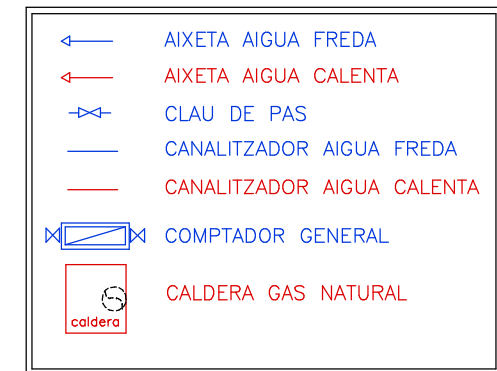 AIXETA AIGUA FREDA
AIXETA AIGUA CALENTA
CLAU DE PAS
CANALITZADOR AIGUA FREDA
CANALITZADOR AIGUA CALENTA
COMPTADOR GENERAL
CALDERA GAS NATURAL
caldera